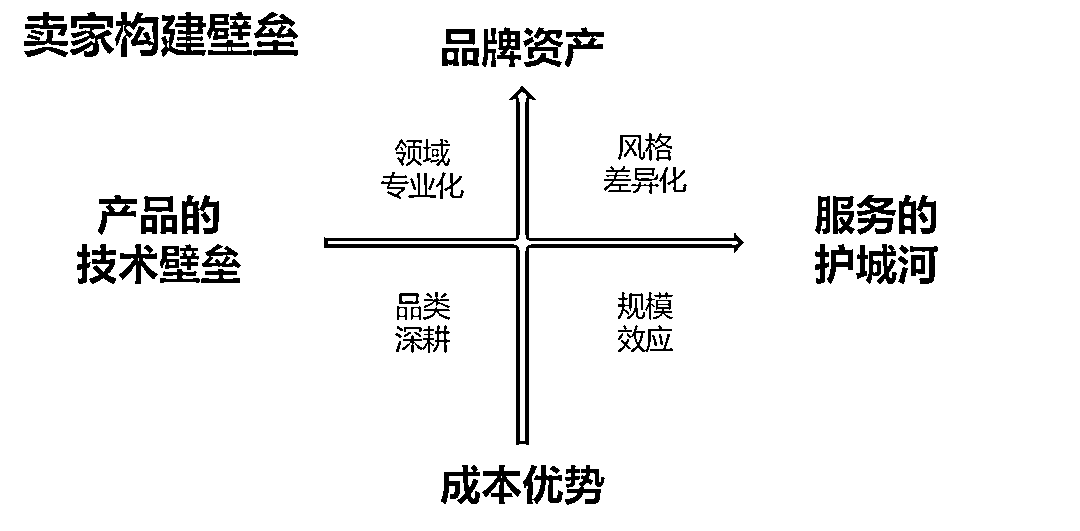 卖家构建壁垒
品牌资产
领域
专业化
风格
差异化
产品的
技术壁垒
服务的
护城河
品类
深耕
规模
效应
成本优势